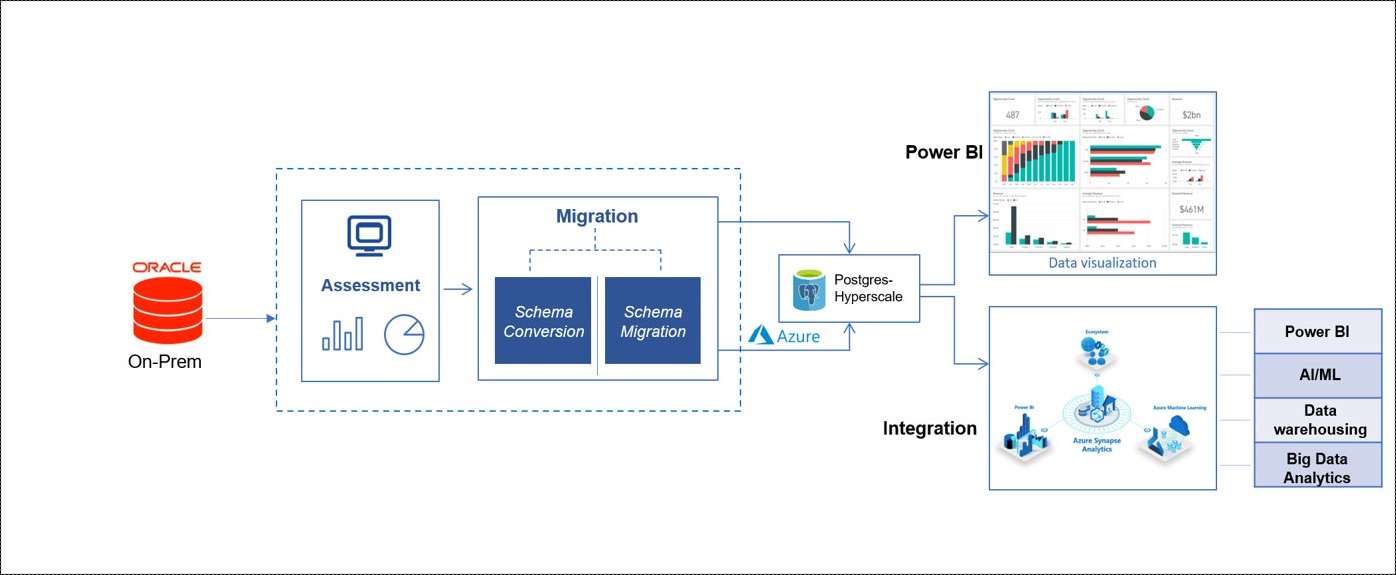 ORACLE
On-Prem
Assessment
Migration
Schema
Conversion
Schema
Migration
Azure
Postgres-
Hyperscale
Power BI
487
$2bn
$461M
Data visualization
Integration
Ecosystem
Power BI
Azure Machine Learning
Azure Synapse
Analytics
Power BI
AI/ML
Data
warehousing
Big Data
Analytics